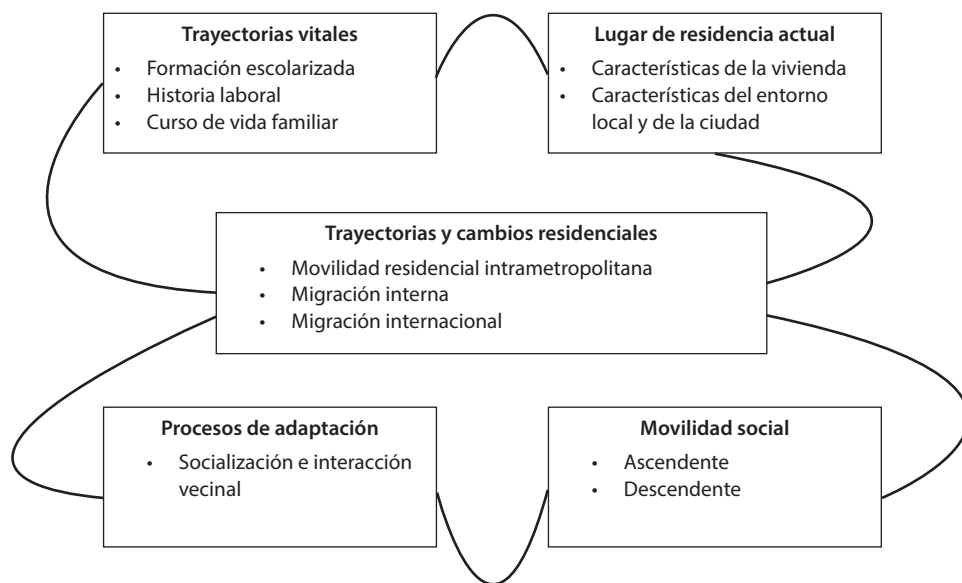 Trayectorias vitales
• Formación escolarizada
• Historia laboral
• Curso de vida familiar
Lugar de residencia actual
• Características de la vivienda
• Características del entorno
local y de la ciudad
Trayectorias y cambios residenciales
• Movilidad residencial intrametropolitana
• Migración interna
• Migración internacional
Procesos de adaptación
• Socialización e interacción
vecinal
Movilidad social
• Ascendente
• Descendente